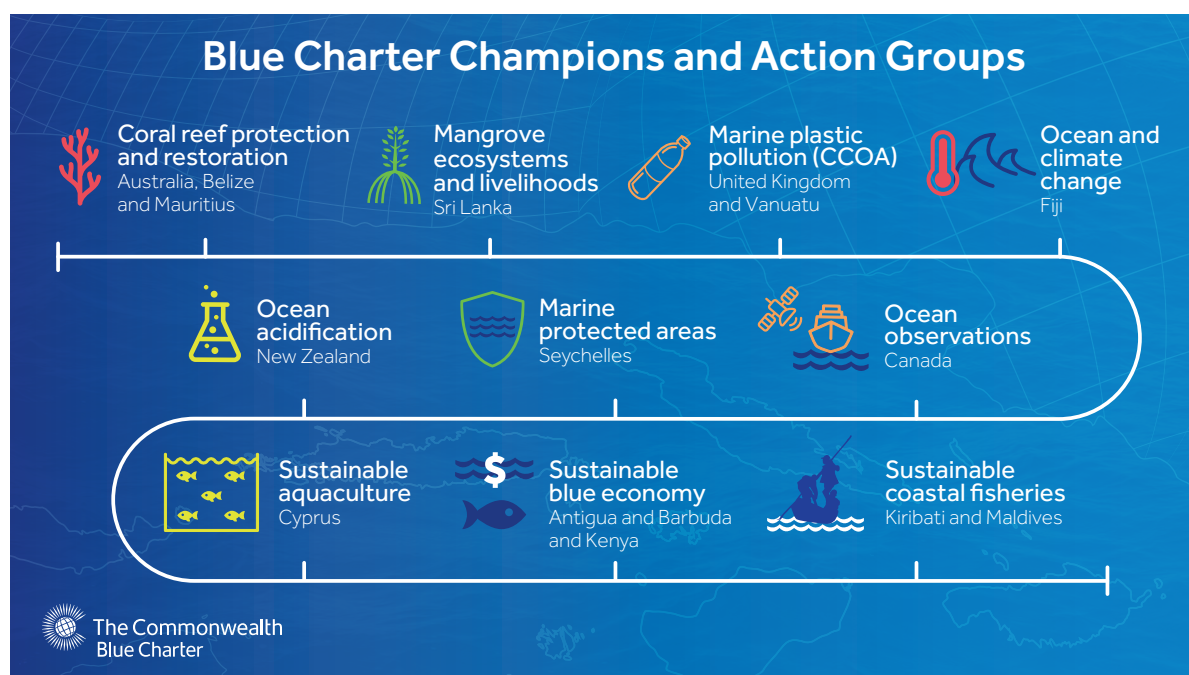 Blue Charter Champions and Action Groups
Coral reef protection
and restoration
Australia, Belize
and Mauritius
Mangrove
ecosystems
and livelihoods
Sri Lanka
Marine plastic
pollution (CCOA)
United Kingdom
and Vanuatu
Ocean and
climate
change
Fiji
Ocean
acidification
New Zealand
Marine
protected areas
Seychelles
Ocean
observations
Canada
Sustainable
aquaculture
Cyprus
$
Sustainable
blue economy
Antigua and Barbuda
and Kenya
Sustainable
coastal fisheries
Kiribati and Maldives
The Commonwealth
Blue Charter